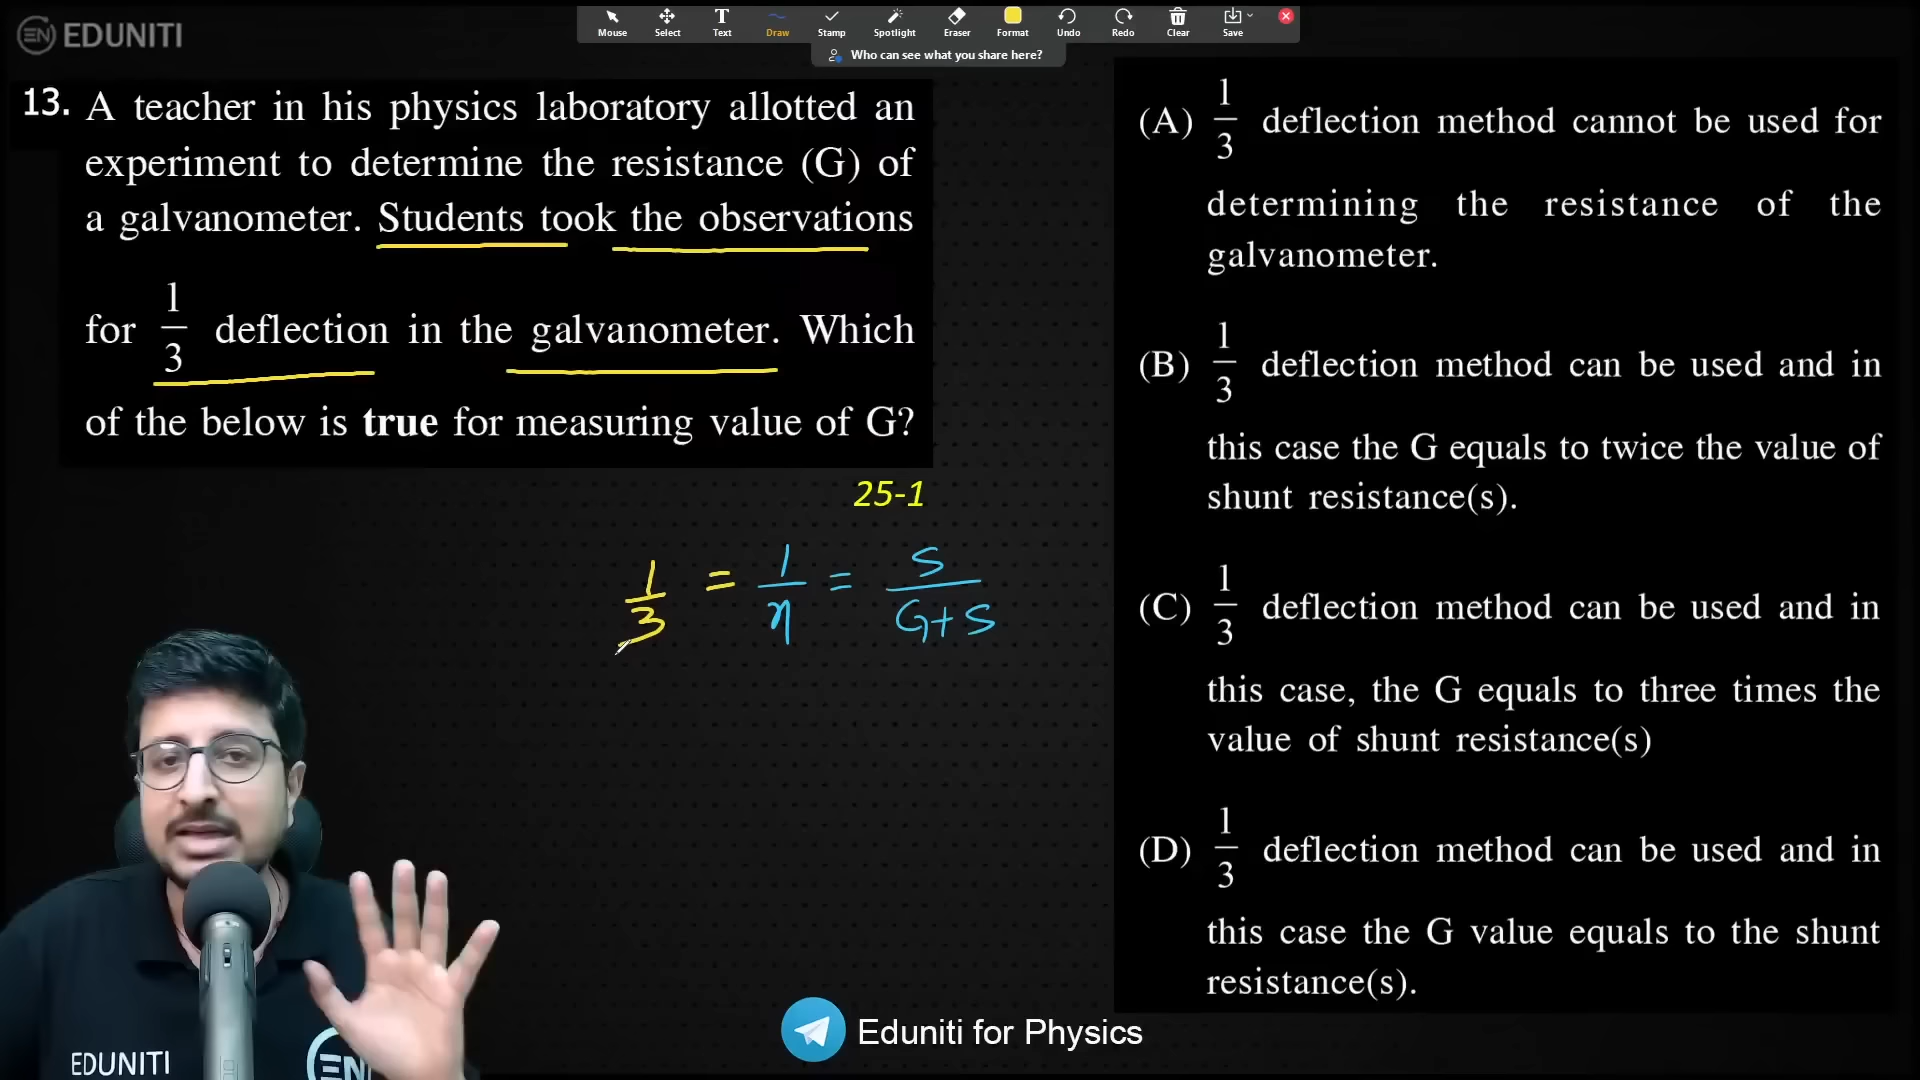 EDUNITI
Mouse Select Text Draw Stamp Spotlight Eraser Format Undo Redo Clear Save
Who can see what you share here?
13. A teacher in his physics laboratory allotted an
experiment to determine the resistance (G) of
a galvanometer. Students took the observations
for 1/3 deflection in the galvanometer. Which
of the below is true for measuring value of G?
25-1
1/3 = 1/n = S/(G+S)
(A) 1/3 deflection method cannot be used for
determining the resistance of the
galvanometer.
(B) 1/3 deflection method can be used and in
this case the G equals to twice the value of
shunt resistance(s).
(C) 1/3 deflection method can be used and in
this case, the G equals to three times the
value of shunt resistance(s)
(D) 1/3 deflection method can be used and in
this case the G value equals to the shunt
resistance(s).
EDUNITI
EN
Eduniti for Physics